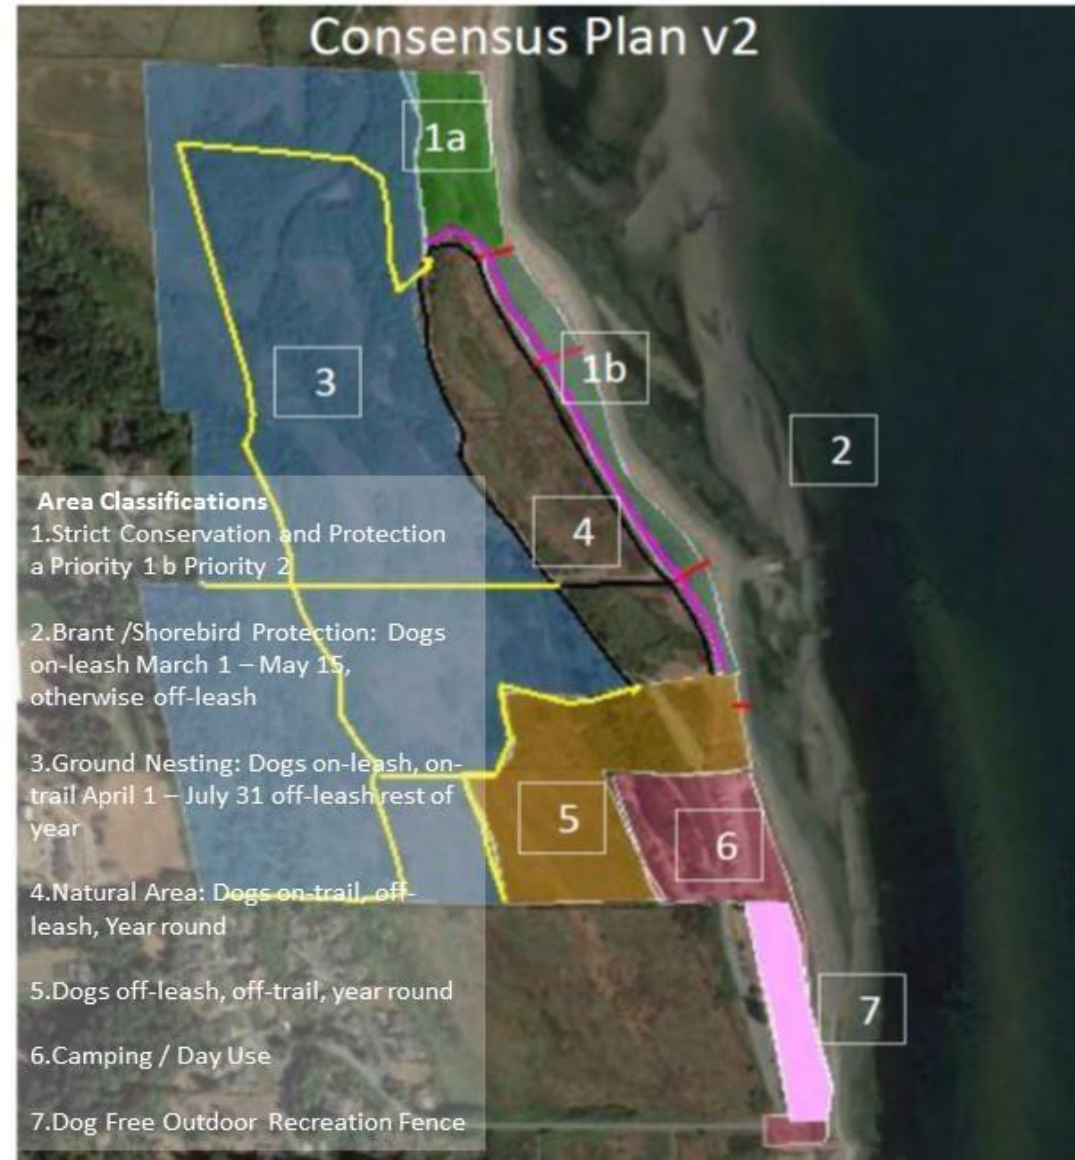 Consensus Plan v2
1a
1b
2
3
4
Area Classifications
1.Strict Conservation and Protection
a Priority 1 b Priority 2
2.Brant /Shorebird Protection: Dogs
on-leash March 1 – May 15,
otherwise off-leash
3.Ground Nesting: Dogs on-leash, on-
trail April 1 – July 31 off-leash rest of
year
4.Natural Area: Dogs on-trail, off-
leash, Year round
5.Dogs off-leash, off-trail, year round
6.Camping / Day Use
7.Dog Free Outdoor Recreation Fence
5
6
7